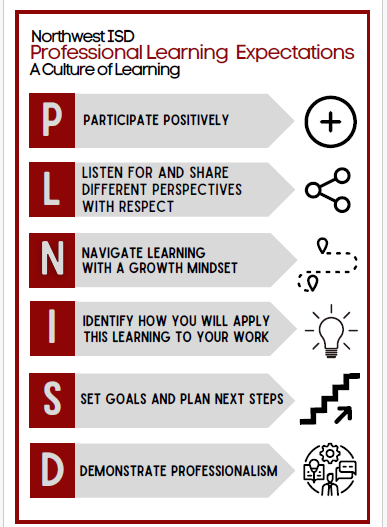 Northwest ISD
Professional Learning Expectations
A Culture of Learning
P
PARTICIPATE POSITIVELY
L
LISTEN FOR AND SHARE
DIFFERENT PERSPECTIVES
WITH RESPECT
N
NAVIGATE LEARNING
WITH A GROWTH MINDSET
I
IDENTIFY HOW YOU WILL APPLY
THIS LEARNING TO YOUR WORK
S
SET GOALS AND PLAN NEXT STEPS
D
DEMONSTRATE PROFESSIONALISM